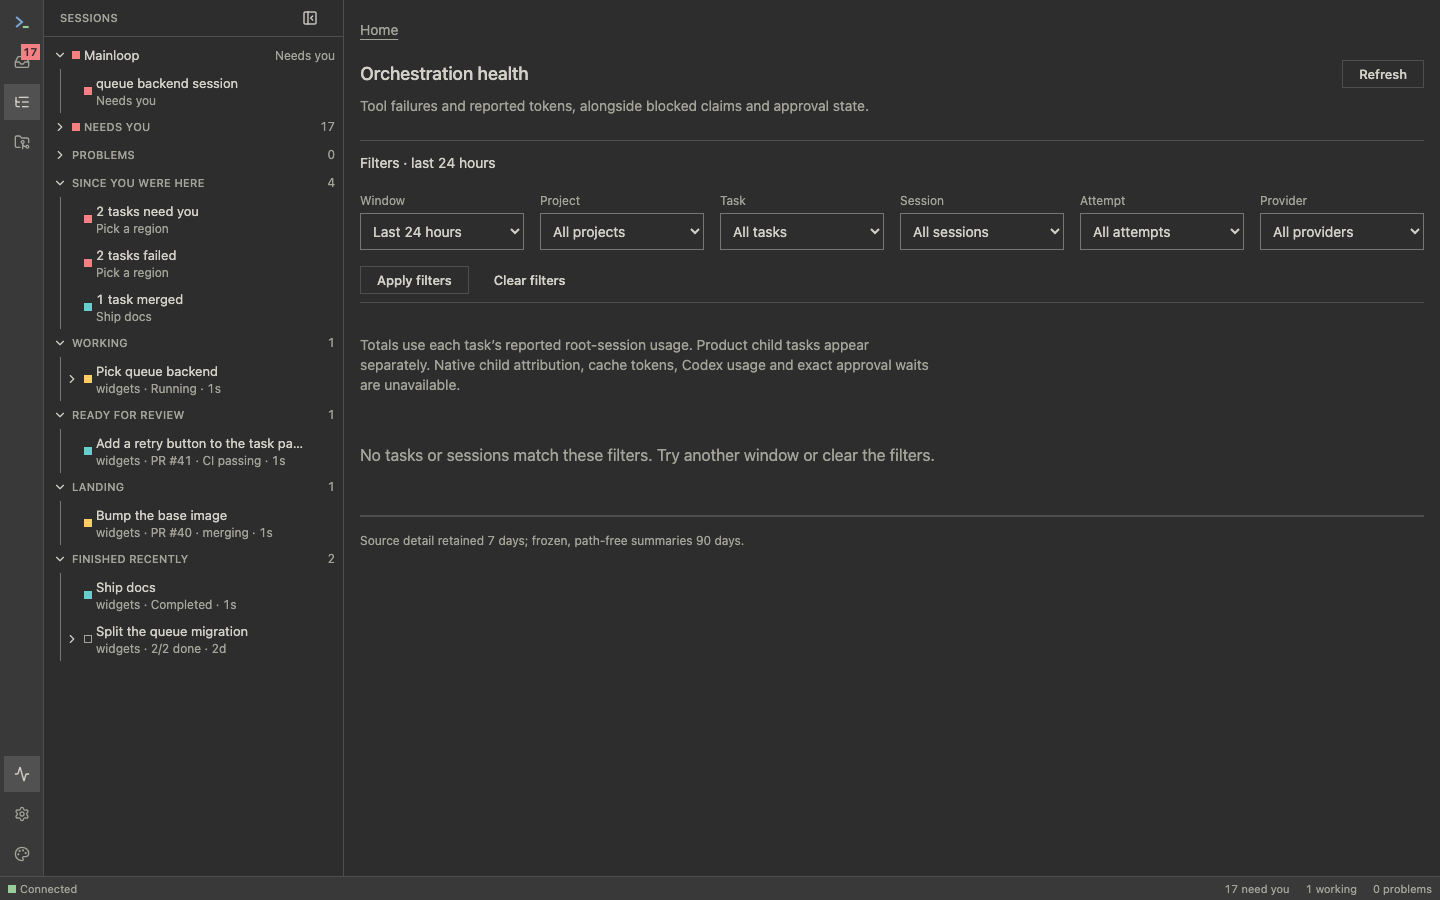 SESSIONS
17
Mainloop
Needs you
queue backend session
Needs you
NEEDS YOU
17
PROBLEMS
0
SINCE YOU WERE HERE
4
2 tasks need you
Pick a region
2 tasks failed
Pick a region
1 task merged
Ship docs
WORKING
1
Pick queue backend
widgets · Running · 1s
READY FOR REVIEW
1
Add a retry button to the task pa...
widgets · PR #41 · CI passing · 1s
LANDING
1
Bump the base image
widgets · PR #40 · merging · 1s
FINISHED RECENTLY
2
Ship docs
widgets · Completed · 1s
Split the queue migration
widgets · 2/2 done · 2d
Home
Orchestration health
Refresh
Tool failures and reported tokens, alongside blocked claims and approval state.
Filters · last 24 hours
Window
Project
Task
Session
Attempt
Provider
Last 24 hours
All projects
All tasks
All sessions
All attempts
All providers
Apply filters
Clear filters
Totals use each task’s reported root-session usage. Product child tasks appear
separately. Native child attribution, cache tokens, Codex usage and exact approval waits
are unavailable.
No tasks or sessions match these filters. Try another window or clear the filters.
Source detail retained 7 days; frozen, path-free summaries 90 days.
Connected
17 need you
1 working
0 problems